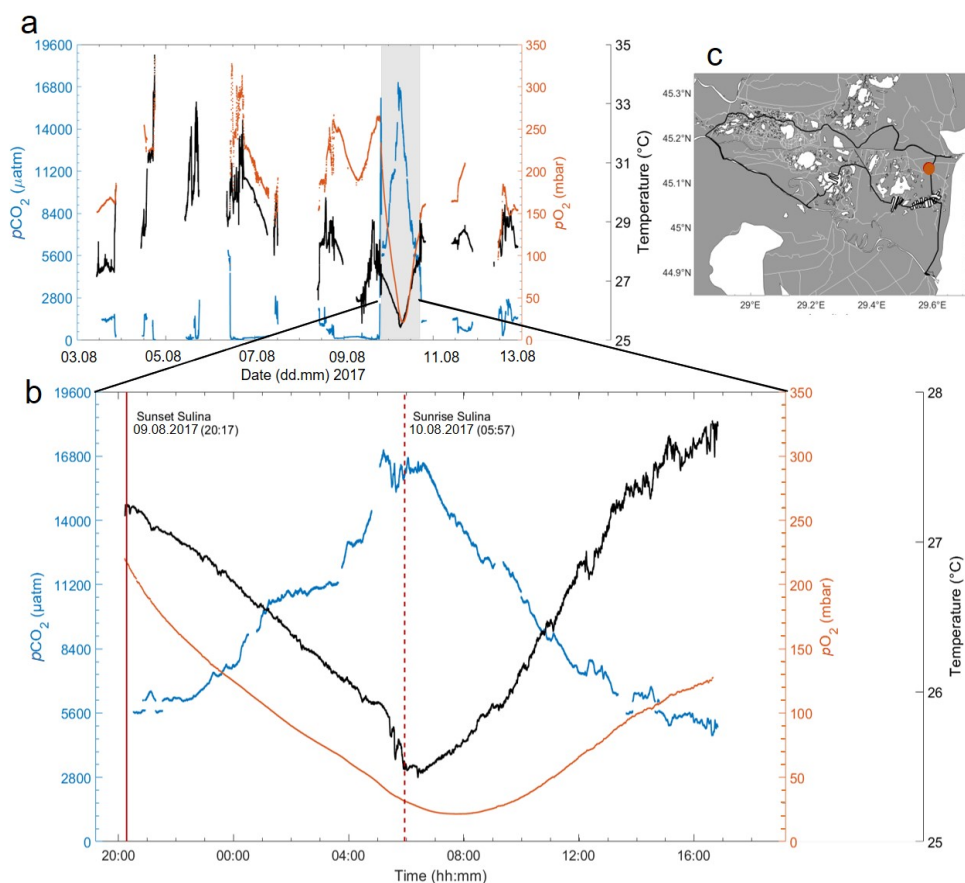 a
19600
16800
14000
11200
8400
5600
2800
0
pCO2 (µatm)
350
300
250
200
150
100
50
0
pO2 (mbar)
35
33
31
29
27
25
Temperature (°C)
03.08
05.08
07.08
09.08
11.08
13.08
Date (dd.mm) 2017
c
45.3°N
45.2°N
45.1°N
45°N
44.9°N
29°E
29.2°E
29.4°E
29.6°E
b
19600
16800
14000
11200
8400
5600
2800
0
pCO2 (µatm)
Sunset Sulina
09.08.2017 (20:17)
Sunrise Sulina
10.08.2017 (05:57)
350
300
250
200
150
100
50
0
pO2 (mbar)
28
27
26
25
Temperature (°C)
20:00
00:00
04:00
08:00
12:00
16:00
Time (hh:mm)